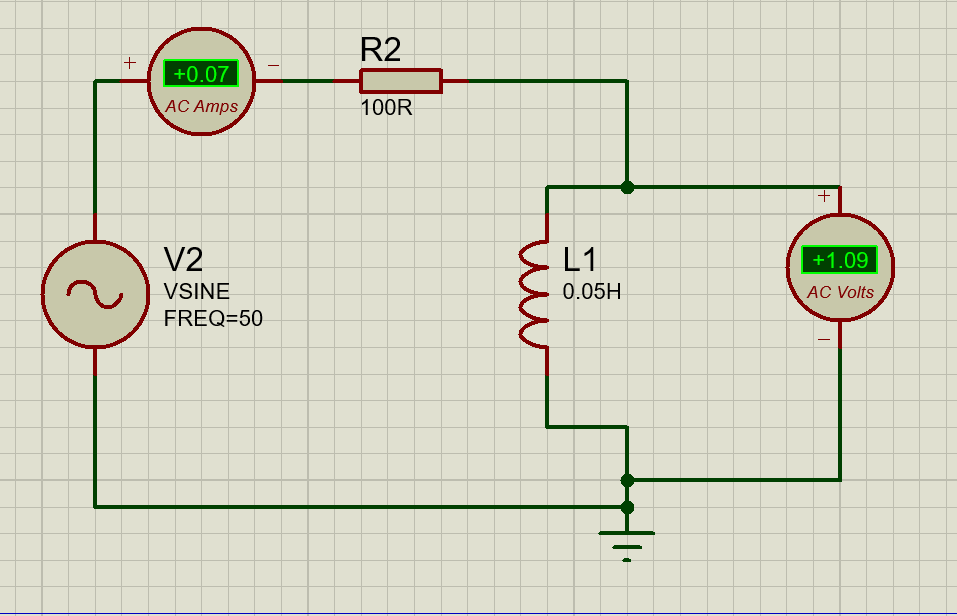 R2
+
+0.07
−
AC Amps
100R
+
V2
L1
+1.09
VSINE
0.05H
AC Volts
FREQ=50
−